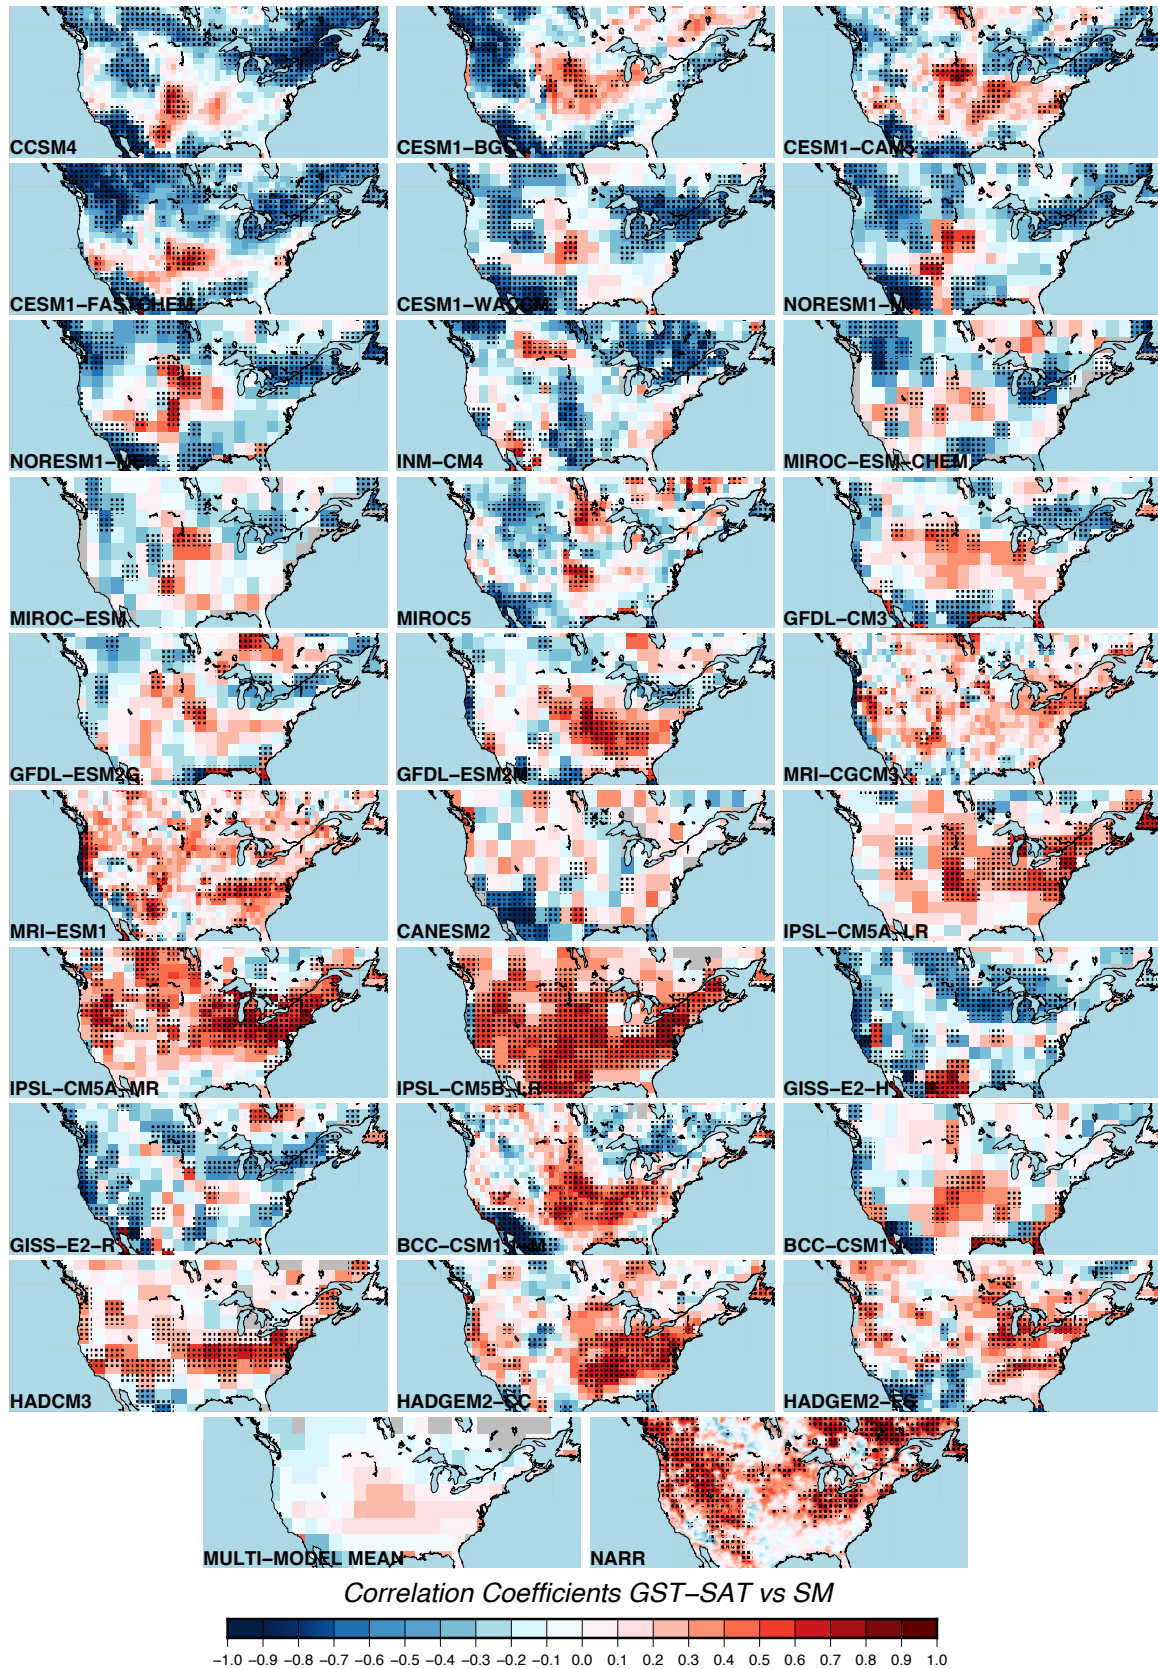 CCSM4
CESM1-BGC
CESM1-CAM5
CESM1-FASTCHEM
CESM1-WACCM
NORESM1-M
NORESM1-ME
INM-CM4
MIROC-ESM-CHEM
MIROC-ESM
MIROC5
GFDL-CM3
GFDL-ESM2G
GFDL-ESM2M
MRI-CGCM3
MRI-ESM1
CANESM2
IPSL-CM5A-LR
IPSL-CM5A-MR
IPSL-CM5B-LR
GISS-E2-H
GISS-E2-R
BCC-CSM1.1-M
BCC-CSM1.1
HADCM3
HADGEM2-CC
HADGEM2-ES
MULTI-MODEL MEAN
NARR
Correlation Coefficients GST-SAT vs SM
-1.0 -0.9 -0.8 -0.7 -0.6 -0.5 -0.4 -0.3 -0.2 -0.1 0.0 0.1 0.2 0.3 0.4 0.5 0.6 0.7 0.8 0.9 1.0